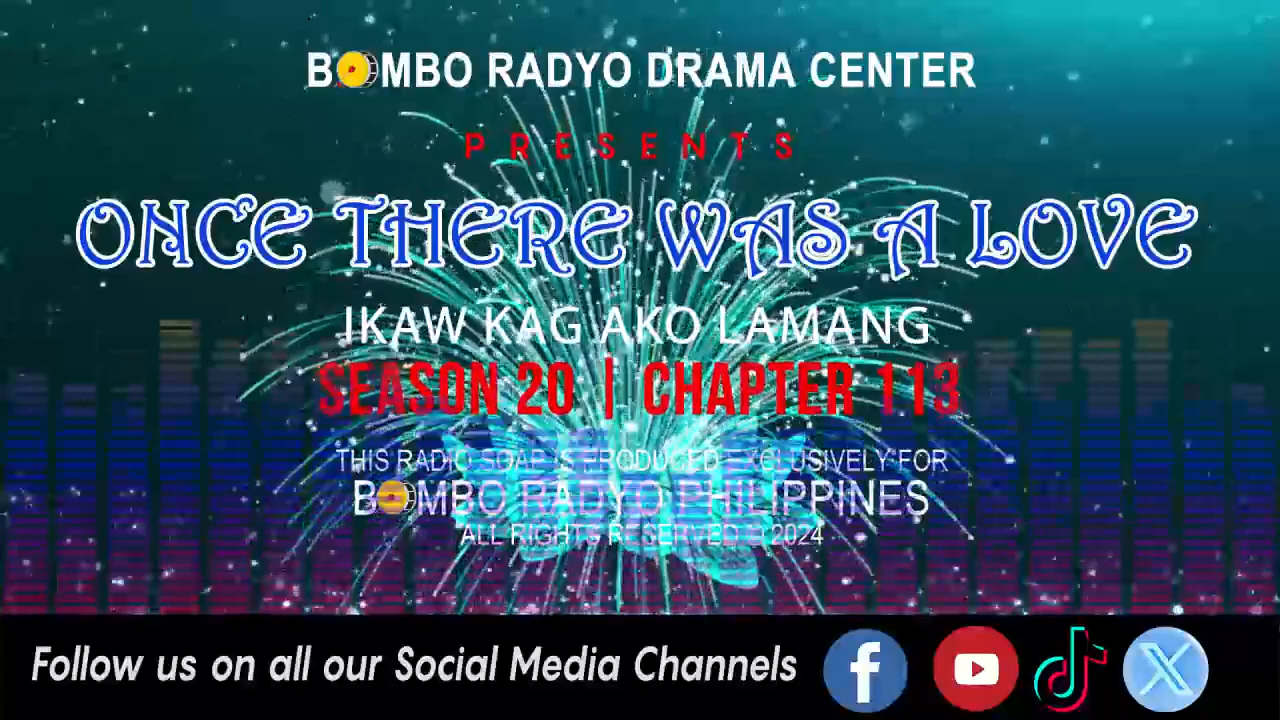 BOMBO RADYO DRAMA CENTER
PRESENTS
ONCE THERE WAS A LOVE
IKAW KAG AKO LAMANG
SEASON 20 | CHAPTER 113
THIS RADIO SOAP IS PRODUCED EXCLUSIVELY FOR
BOMBO RADYO PHILIPPINES
ALL RIGHTS RESERVED © 2024
Follow us on all our Social Media Channels